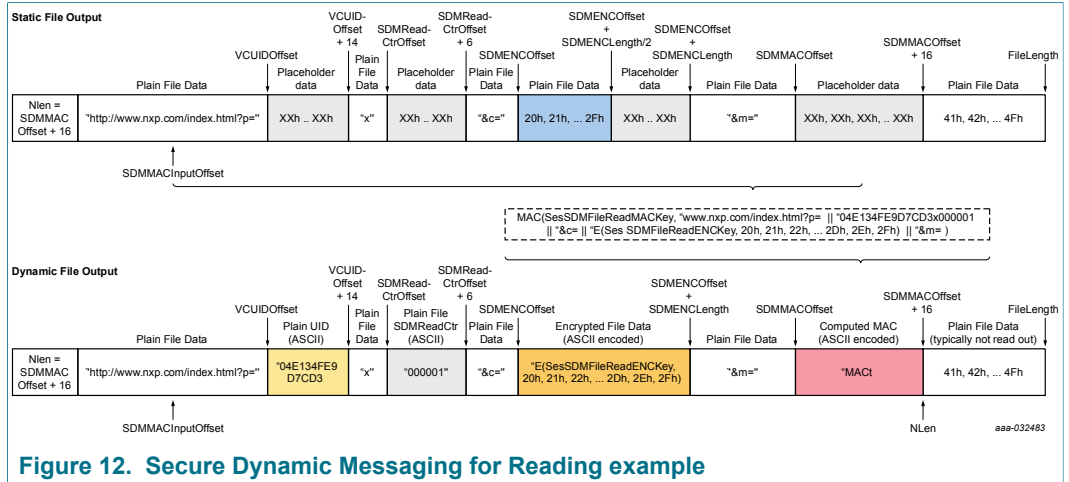 Static File Output
VCUID-
Offset
+ 14
SDMRead-
CtrOffset
SDMRead-
CtrOffset
+ 6
SDMENCOffset
+
SDMENCLength/2
SDMENCOffset
+
SDMENCLength
SDMMACOffset
+ 16
VCUIDOffset
SDMENCOffset
SDMMACOffset
FileLength
Plain File Data
Placeholder
data
Plain
File
Data
Placeholder
data
Plain File
Data
Plain File Data
Placeholder
data
Plain File Data
Placeholder data
Plain File Data
Nlen =
SDMMAC
Offset + 16
"http://www.nxp.com/index.html?p="
XXh .. XXh
"x"
XXh .. XXh
"&c="
20h, 21h, ... 2Fh
XXh .. XXh
"&m="
XXh, XXh, XXh, .. XXh
41h, 42h, ... 4Fh
SDMMACInputOffset
MAC(SesSDMFileReadMACKey, "www.nxp.com/index.html?p= || "04E134FE9D7CD3x000001
|| "&c= || "E(Ses SDMFileReadENCKey, 20h, 21h, 22h, ... 2Dh, 2Eh, 2Fh) || "&m= )
Dynamic File Output
VCUID-
Offset
+ 14
SDMRead-
CtrOffset
SDMRead-
CtrOffset
+ 6
SDMENCOffset
+
SDMENCLength
SDMMACOffset
+ 16
VCUIDOffset
SDMENCOffset
SDMMACOffset
FileLength
Plain File Data
Plain UID
(ASCII)
Plain
File
Data
Plain File
SDMReadCtr
(ASCII)
Plain File
Data
Encrypted File Data
(ASCII encoded)
Plain File Data
Computed MAC
(ASCII encoded)
Plain File Data
(typically not read out)
Nlen =
SDMMAC
Offset + 16
"http://www.nxp.com/index.html?p="
"04E134FE9
D7CD3
"x"
"000001"
"&c="
"E(SesSDMFileReadENCKey,
20h, 21h, 22h, ... 2Dh, 2Eh, 2Fh)
"&m="
"MACt
41h, 42h, ... 4Fh
SDMMACInputOffset
NLen
aaa-032483
Figure 12. Secure Dynamic Messaging for Reading example